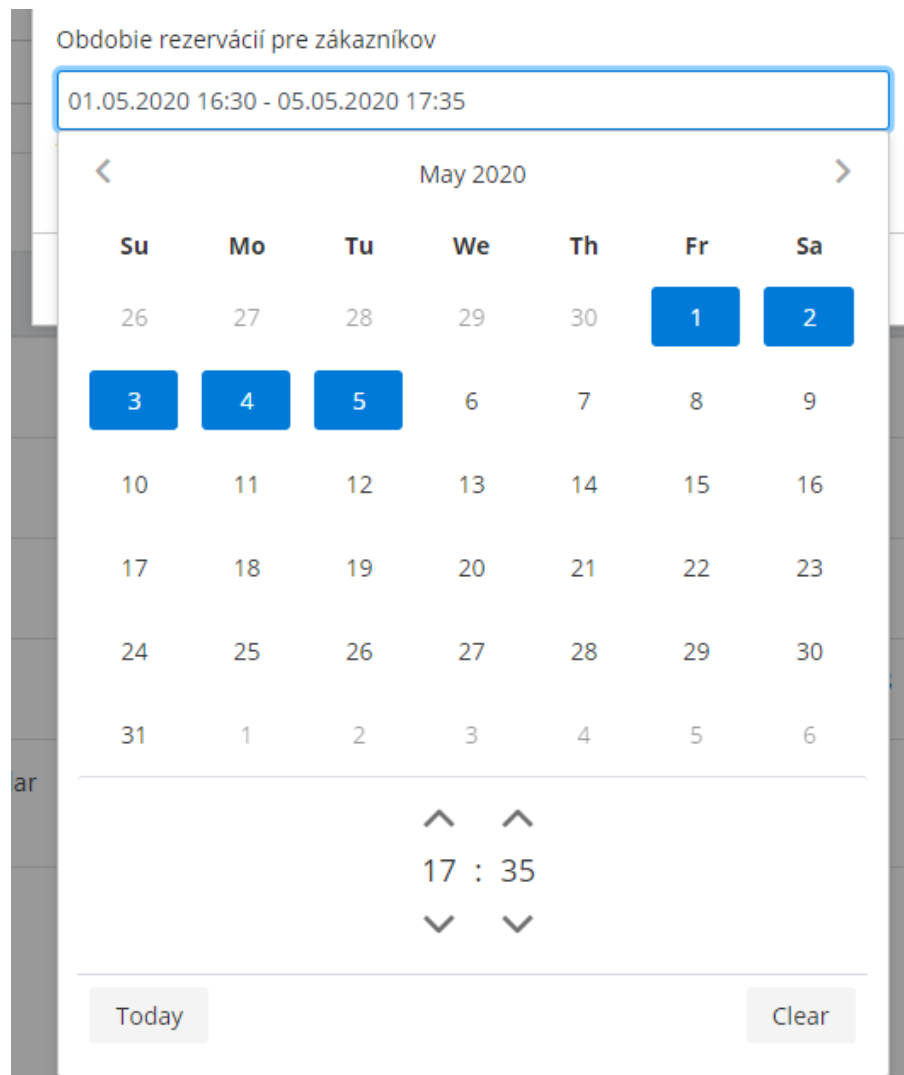 Obdobie rezervácií pre zákazníkov
01.05.2020 16:30 - 05.05.2020 17:35
May 2020
Su Mo Tu We Th Fr Sa
26 27 28 29 30 1 2
3 4 5 6 7 8 9
10 11 12 13 14 15 16
17 18 19 20 21 22 23
24 25 26 27 28 29 30
31 1 2 3 4 5 6
ar
17 : 35
Today Clear